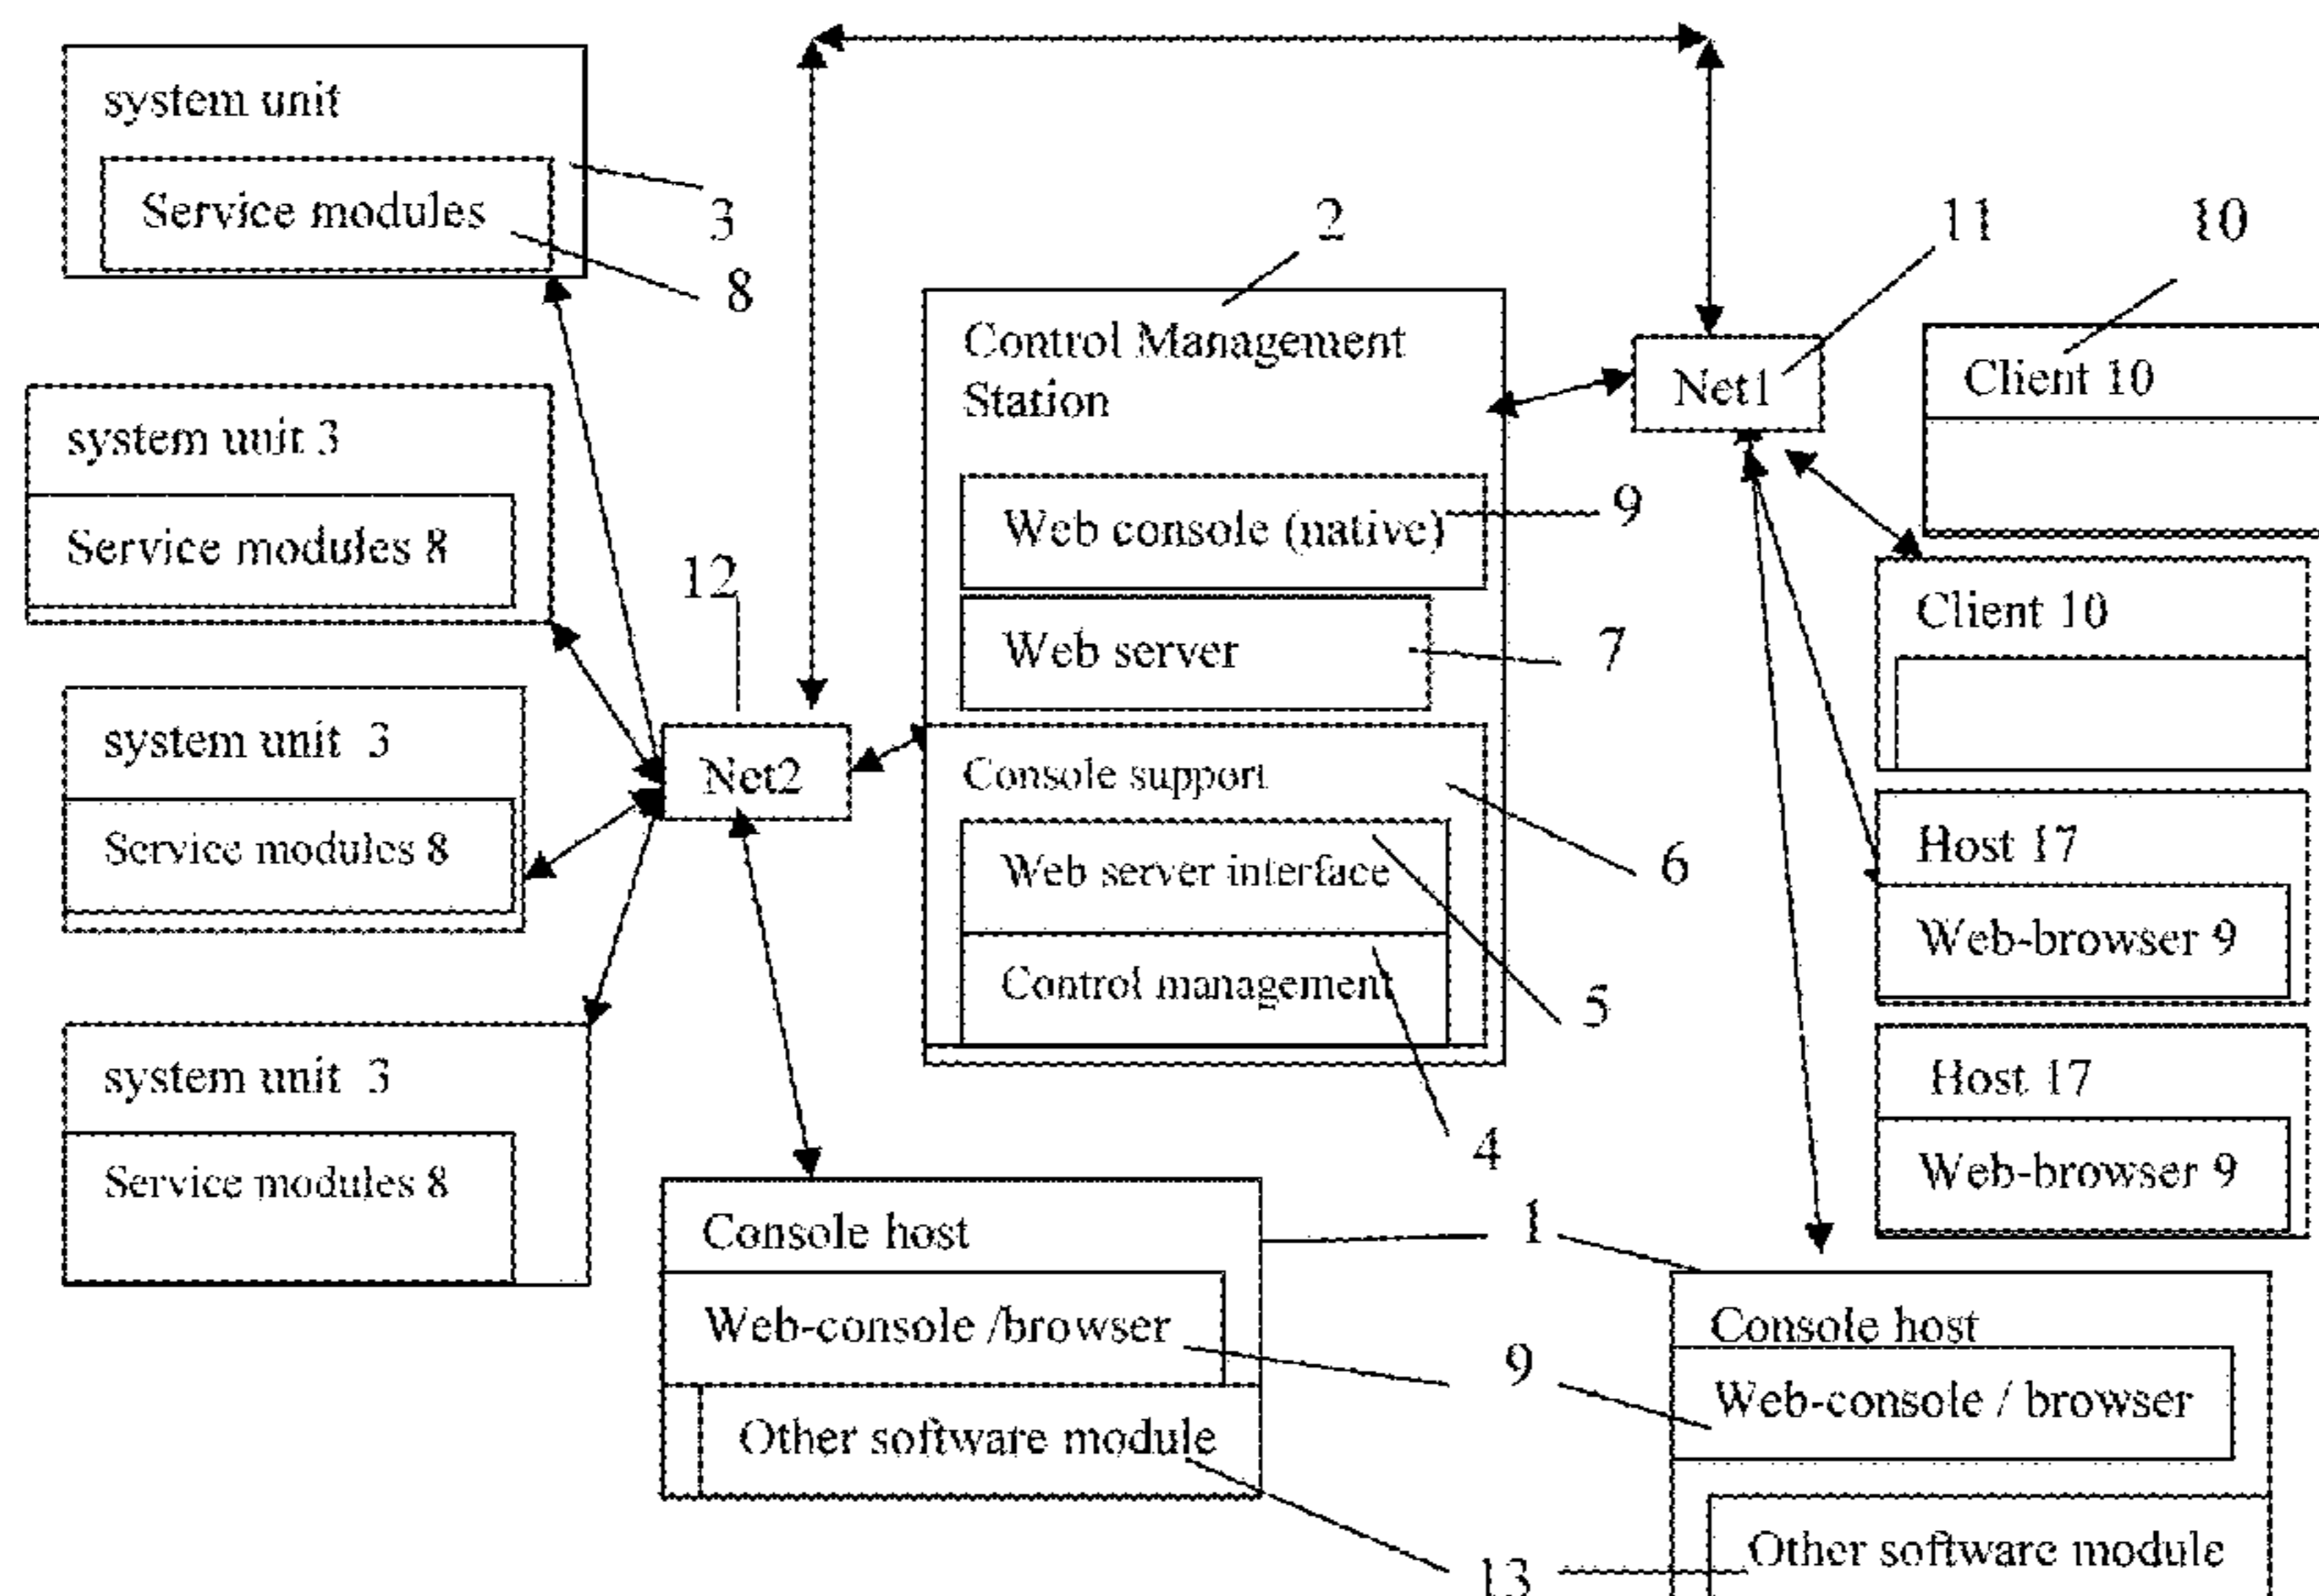 system unit
Service modules
3
8
system unit 3
Service modules 8
system unit 3
Service modules 8
system unit 3
Service modules 8
12
Net2
2
Control Management
Station
Web console (native)
9
Web server
7
Console support
6
Web server interface
5
Control management
4
11
Net1
10
Client 10
Client 10
Host 17
Web-browser 9
Host 17
Web-browser 9
Console host
1
Web-console /browser
9
Other software module
13
Console host
Web-console / browser
Other software module